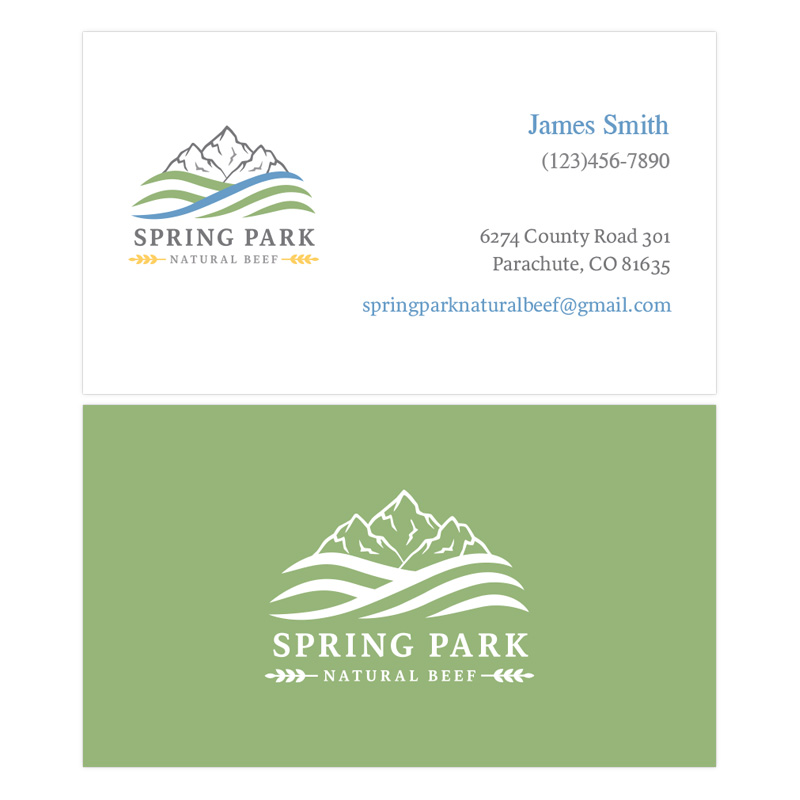 James Smith
(123)456-7890
6274 County Road 301
Parachute, CO 81635
springparknaturalbeef@gmail.com
SPRING PARK
NATURAL BEEF
SPRING PARK
NATURAL BEEF